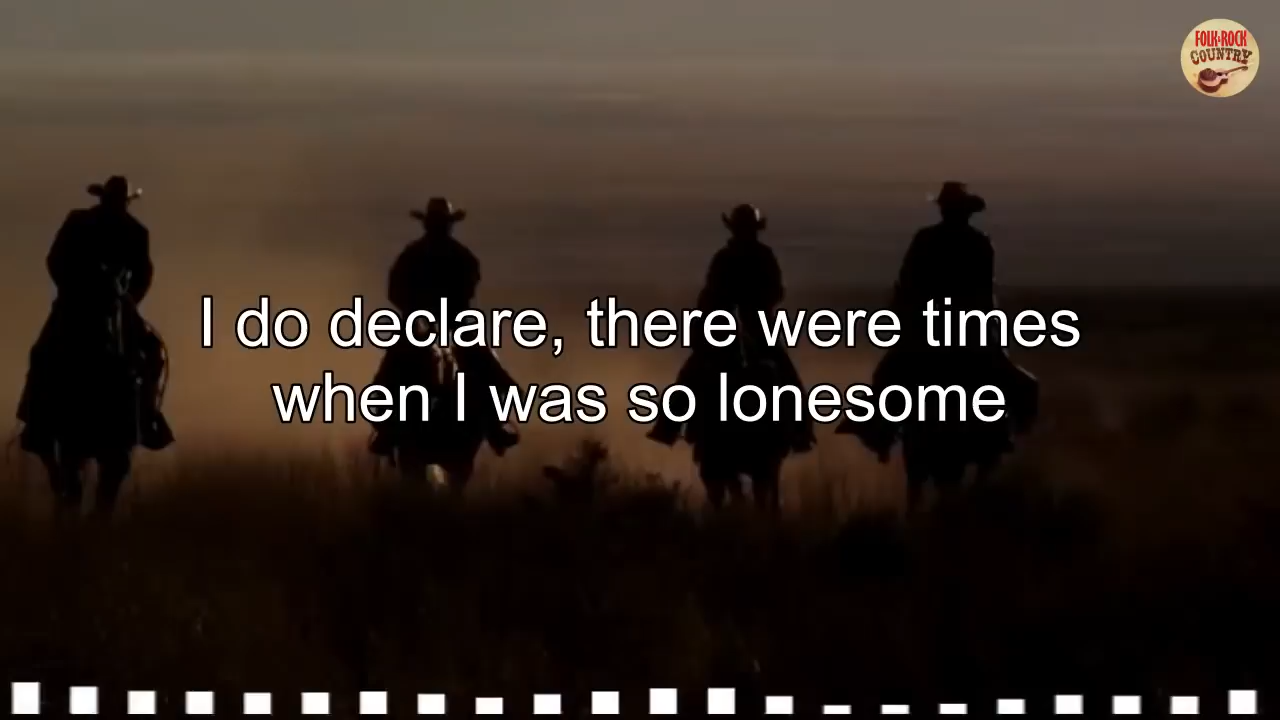 FOLK-ROCK
COUNTRY
I do declare, there were times
when I was so lonesome